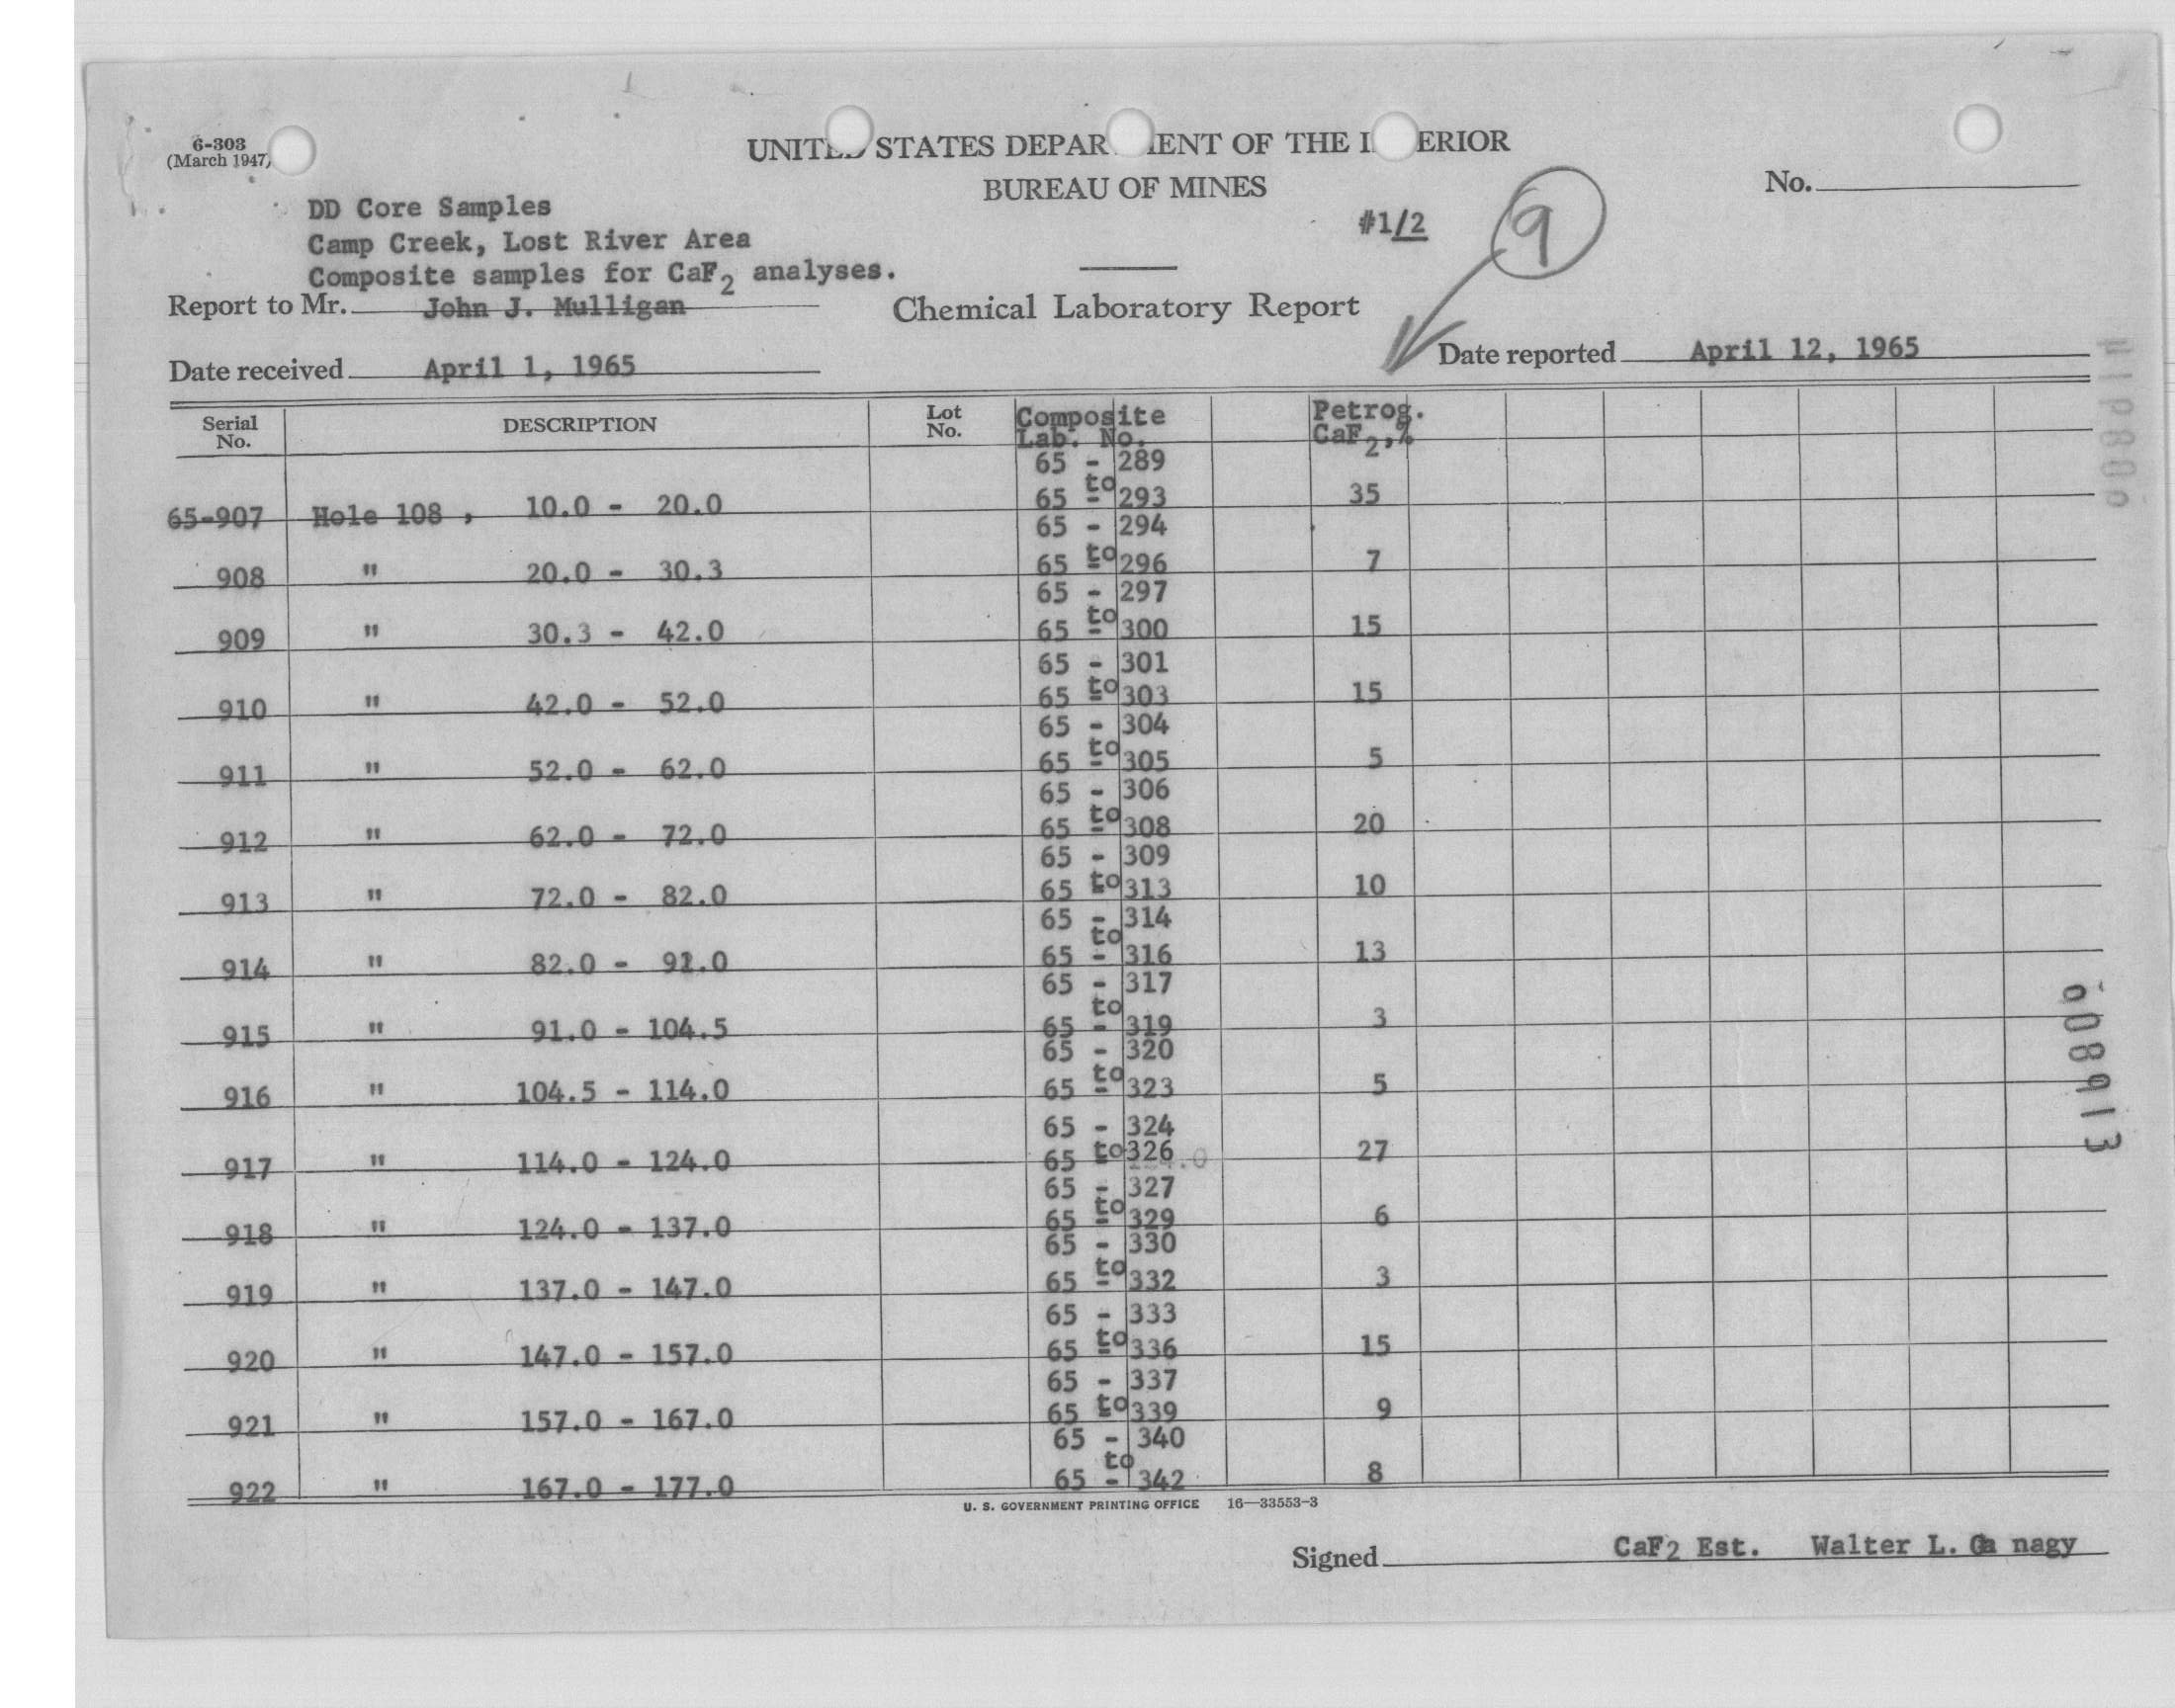 6-303
(March 1947)
UNITED STATES DEPARTMENT OF THE INTERIOR
BUREAU OF MINES
No.
DD Core Samples
Camp Creek, Lost River Area
Composite samples for CaF2 analyses.
#1/2
9
Report to Mr. John J. Mulligan
Chemical Laboratory Report
Date received April 1, 1965
Date reported April 12, 1965
Serial No. DESCRIPTION Lot No. Composite Lab. No. Petrog. CaF2,%
65 - 289
to
65-907 Hole 108 , 10.0 - 20.0 65 - 293 35
65 - 294
to
908 " 20.0 - 30.3 65 - 296 7
65 - 297
to
909 " 30.3 - 42.0 65 - 300 15
65 - 301
to
910 " 42.0 - 52.0 65 - 303 15
65 - 304
to
911 " 52.0 - 62.0 65 - 305 5
65 - 306
to
912 " 62.0 - 72.0 65 - 308 20
65 - 309
to
913 " 72.0 - 82.0 65 - 313 10
65 - 314
to
914 " 82.0 - 91.0 65 - 316 13
65 - 317
to
915 " 91.0 - 104.5 65 - 319 3
65 - 320
to
916 " 104.5 - 114.0 65 - 323 5
65 - 324
to
917 " 114.0 - 124.0 65 - 326 27
65 - 327
to
918 " 124.0 - 137.0 65 - 329 6
65 - 330
to
919 " 137.0 - 147.0 65 - 332 3
65 - 333
to
920 " 147.0 - 157.0 65 - 336 15
65 - 337
to
921 " 157.0 - 167.0 65 - 339 9
65 - 340
to
922 " 167.0 - 177.0 65 - 342 8
U. S. GOVERNMENT PRINTING OFFICE 16—33553-3
Signed CaF2 Est. Walter L. Ganagy